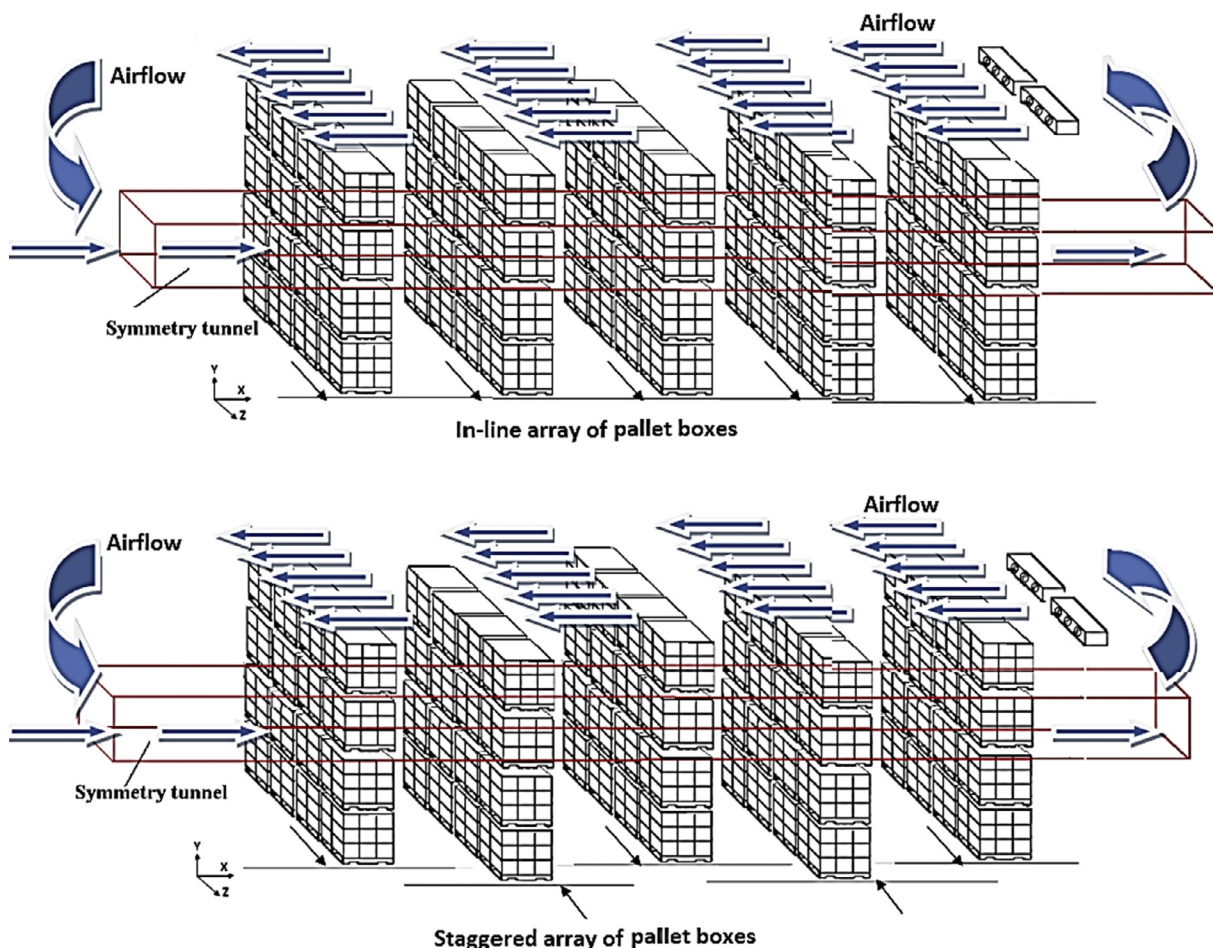 Airflow
Airflow
Symmetry tunnel
Y
X
Z
In-line array of pallet boxes
Airflow
Airflow
Symmetry tunnel
Y
X
Z
Staggered array of pallet boxes